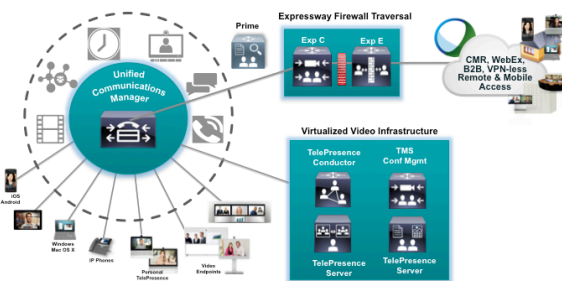 Prime
Expressway Firewall Traversal
Exp C
Exp E
CMR, WebEx,
B2B, VPN-less
Remote & Mobile
Access
Unified
Communications
Manager
Virtualized Video Infrastructure
TelePresence
Conductor
TMS
Conf Mgmt
TelePresence
Server
TelePresence
Server
iOS
Android
Windows
Mac OS X
IP Phones
Personal
TelePresence
Video
Endpoints